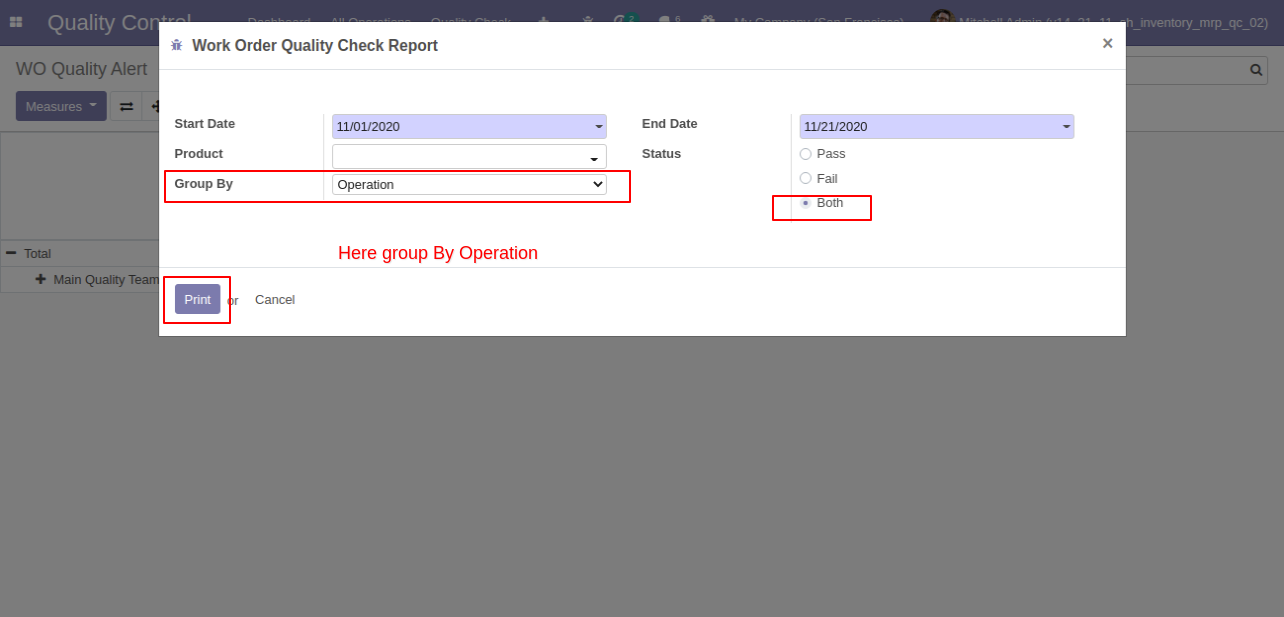 Quality Control
Dashboard All Operations Quality Check 2 6 My Company (San Francisco) Mitchell Admin
WO Quality Alert
Measures
Total
Main Quality Team
Work Order Quality Check Report ×
Start Date 11/01/2020 End Date 11/21/2020
Product Status Pass
Group By Operation Fail
Both
Here group By Operation
Print or Cancel